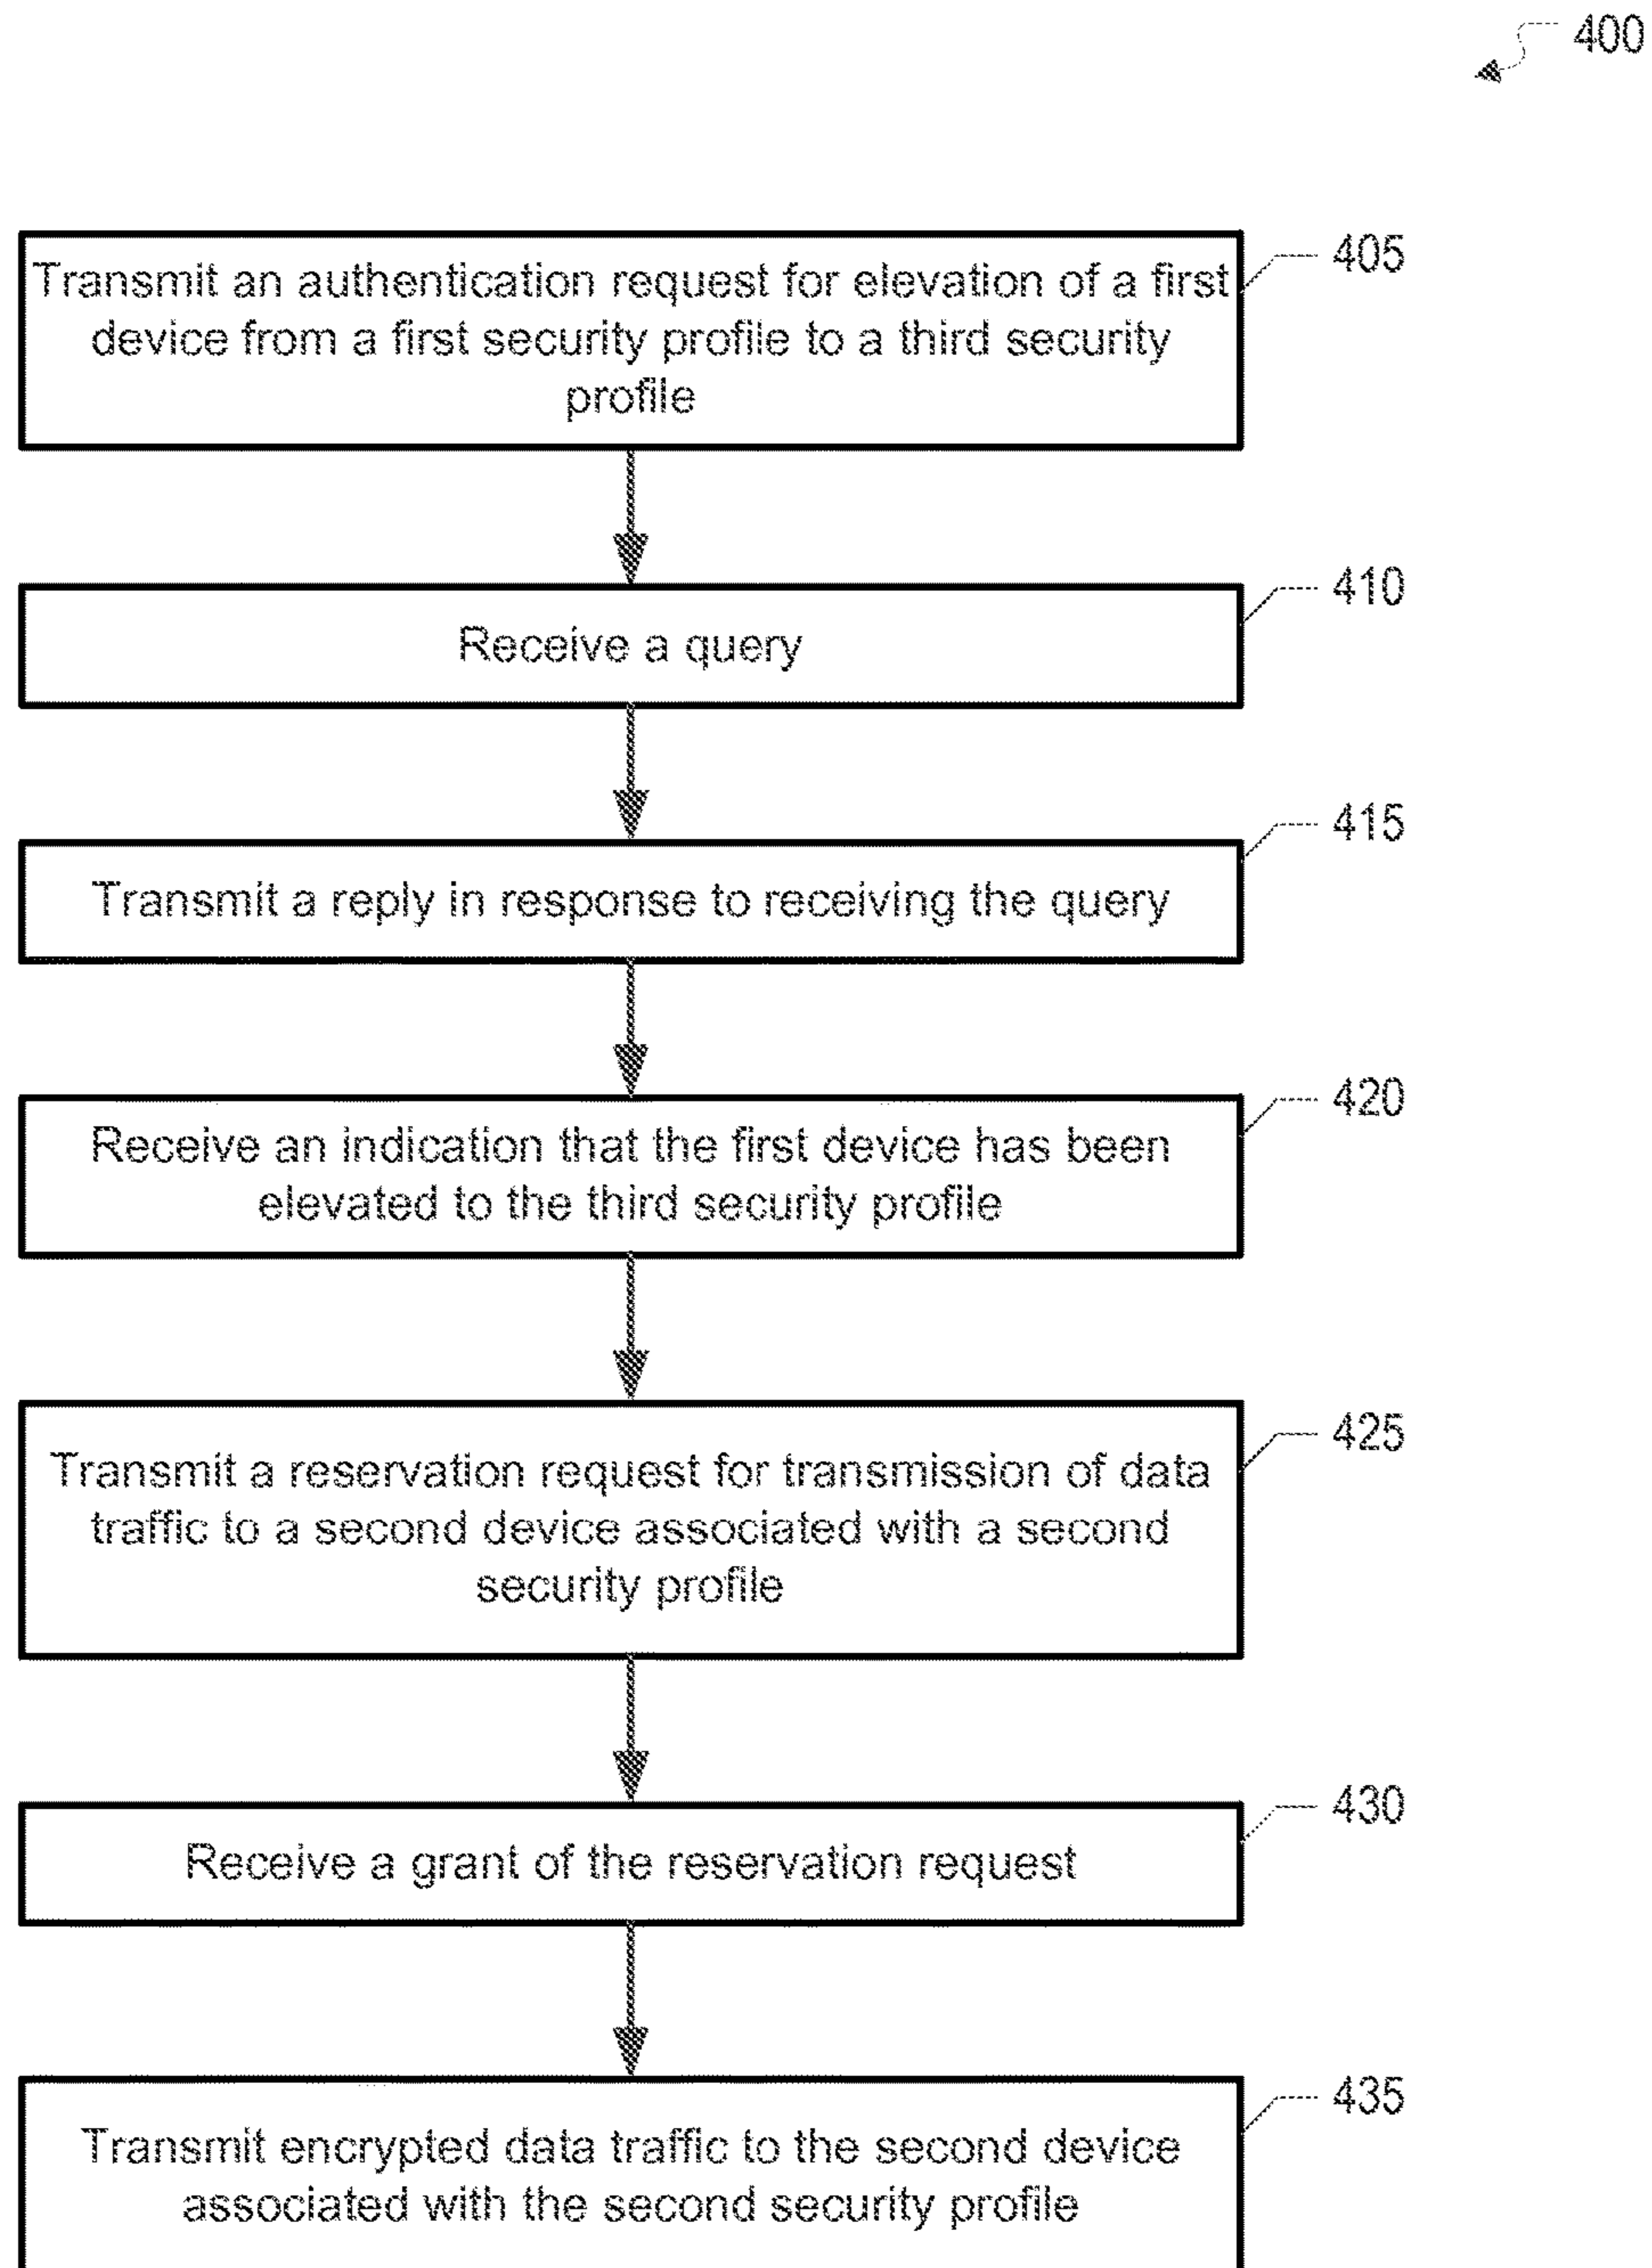 400
Transmit an authentication request for elevation of a first
device from a first security profile to a third security
profile
405
Receive a query
410
Transmit a reply in response to receiving the query
415
Receive an indication that the first device has been
elevated to the third security profile
420
Transmit a reservation request for transmission of data
traffic to a second device associated with a second
security profile
425
Receive a grant of the reservation request
430
Transmit encrypted data traffic to the second device
associated with the second security profile
435